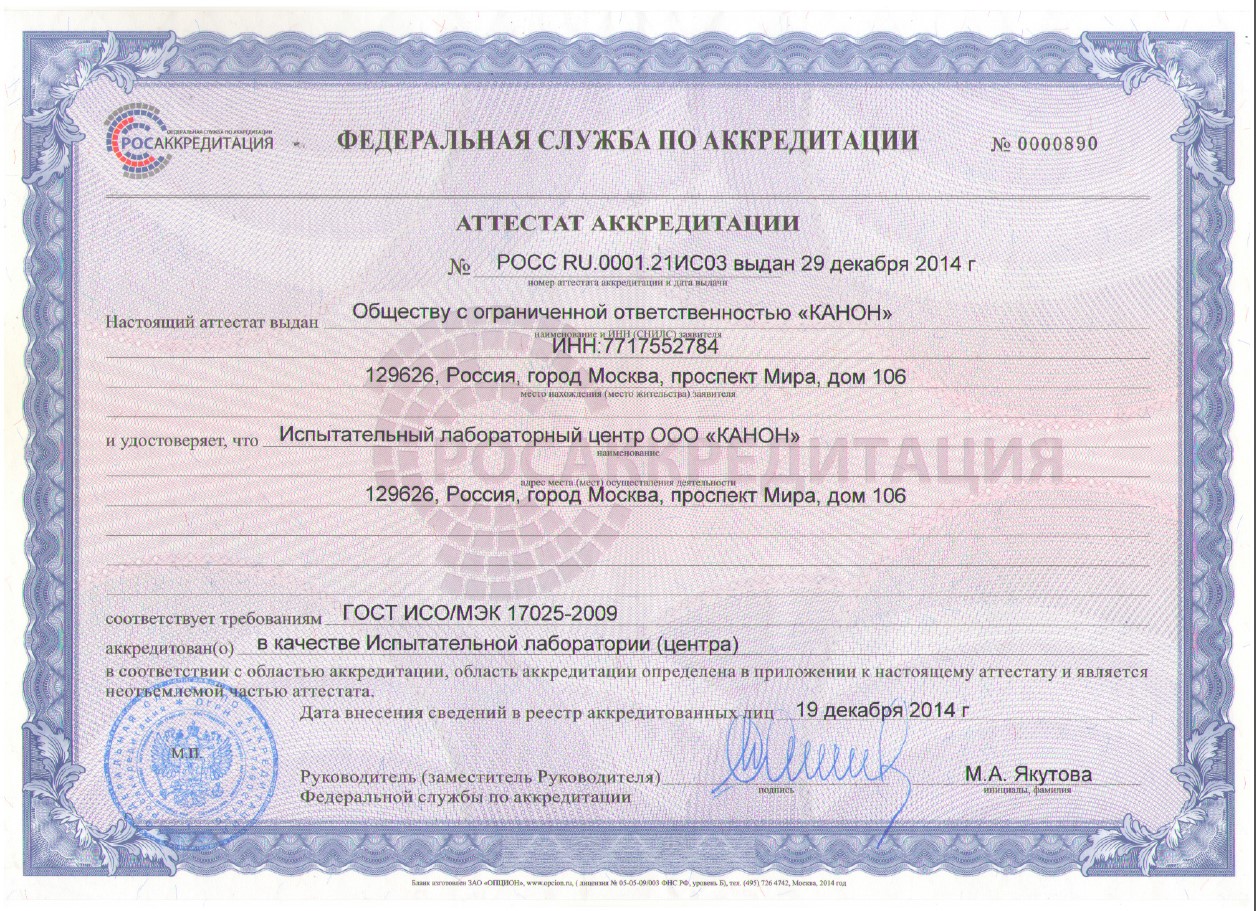 ФЕДЕРАЛЬНАЯ СЛУЖБА ПО АККРЕДИТАЦИИ
РОСАККРЕДИТАЦИЯ
ФЕДЕРАЛЬНАЯ СЛУЖБА ПО АККРЕДИТАЦИИ
№ 0000890
АТТЕСТАТ АККРЕДИТАЦИИ
№ РОСС RU.0001.21ИС03 выдан 29 декабря 2014 г
номер аттестата аккредитации и дата выдачи
Настоящий аттестат выдан Обществу с ограниченной ответственностью «КАНОН»
наименование и ИНН (СНИЛС) заявителя
ИНН:7717552784
129626, Россия, город Москва, проспект Мира, дом 106
место нахождения (место жительства) заявителя
и удостоверяет, что Испытательный лабораторный центр ООО «КАНОН»
наименование
РОСАККРЕДИТАЦИЯ
адрес места (мест) осуществления деятельности
129626, Россия, город Москва, проспект Мира, дом 106
соответствует требованиям ГОСТ ИСО/МЭК 17025-2009
аккредитован(о) в качестве Испытательной лаборатории (центра)
в соответствии с областью аккредитации, область аккредитации определена в приложении к настоящему аттестату и является
неотъемлемой частью аттестата.
Дата внесения сведений в реестр аккредитованных лиц 19 декабря 2014 г
М.П.
Руководитель (заместитель Руководителя)
Федеральной службы по аккредитации
подпись
М.А. Якутова
инициалы, фамилия
Бланк изготовлен ЗАО «ОПЦИОН», www.opcion.ru, ( лицензия № 05-05-09/003 ФНС РФ, уровень Б), тел. (495) 726 4742, Москва, 2014 год